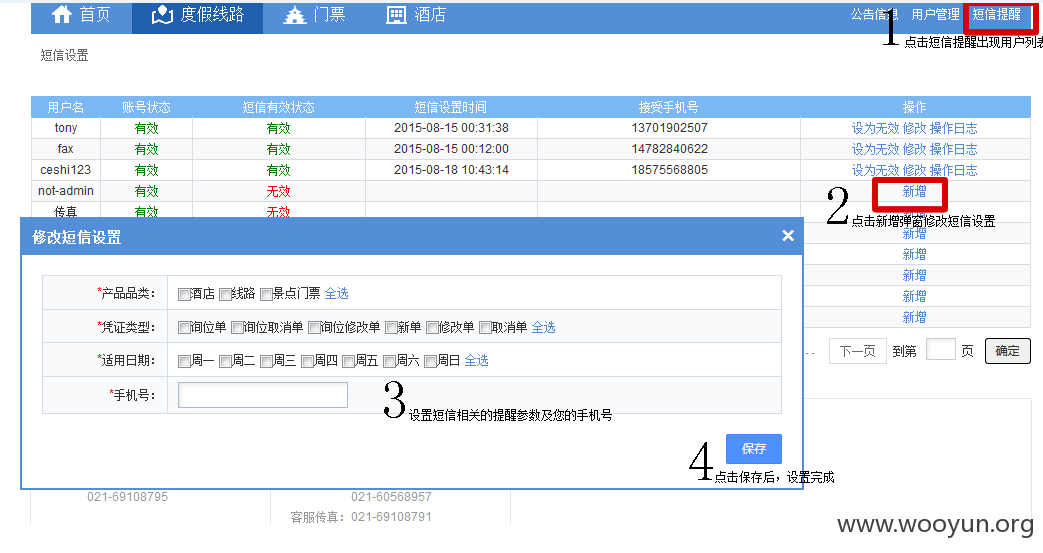 首页 度假线路 门票 酒店 公告信息 用户管理 短信提醒
1 点击短信提醒出现用户列表
短信设置
用户名 账号状态 短信有效状态 短信设置时间 接受手机号 操作
tony 有效 有效 2015-08-15 00:31:38 13701902507 设为无效 修改 操作日志
fax 有效 有效 2015-08-15 00:12:00 14782840622 设为无效 修改 操作日志
ceshi123 有效 有效 2015-08-18 10:43:14 18575568805 设为无效 修改 操作日志
not-admin 有效 无效 新增
传真 有效 无效 新增
2 点击新增弹窗修改短信设置
新增
新增
新增
新增
新增
修改短信设置 ×
*产品品类： 酒店 线路 景点门票 全选
*凭证类型： 询位单 询位取消单 询位修改单 新单 修改单 取消单 全选
*适用日期： 周一 周二 周三 周四 周五 周六 周日 全选
*手机号：
3 设置短信相关的提醒参数及您的手机号
保存
4 点击保存后，设置完成
.. 下一页 到第 页 确定
021-69108795 021-60568957
客服传真：021-69108791
www.wooyun.org